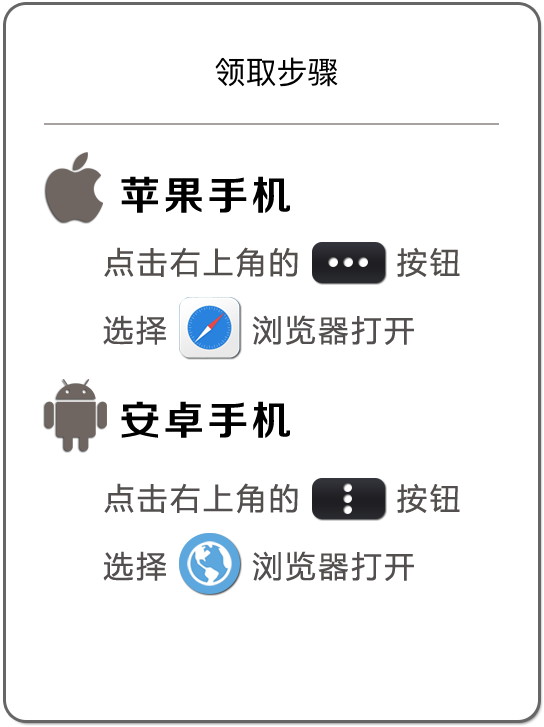 领取步骤
苹果手机
点击右上角的 按钮
选择 浏览器打开
安卓手机
点击右上角的 按钮
选择 浏览器打开